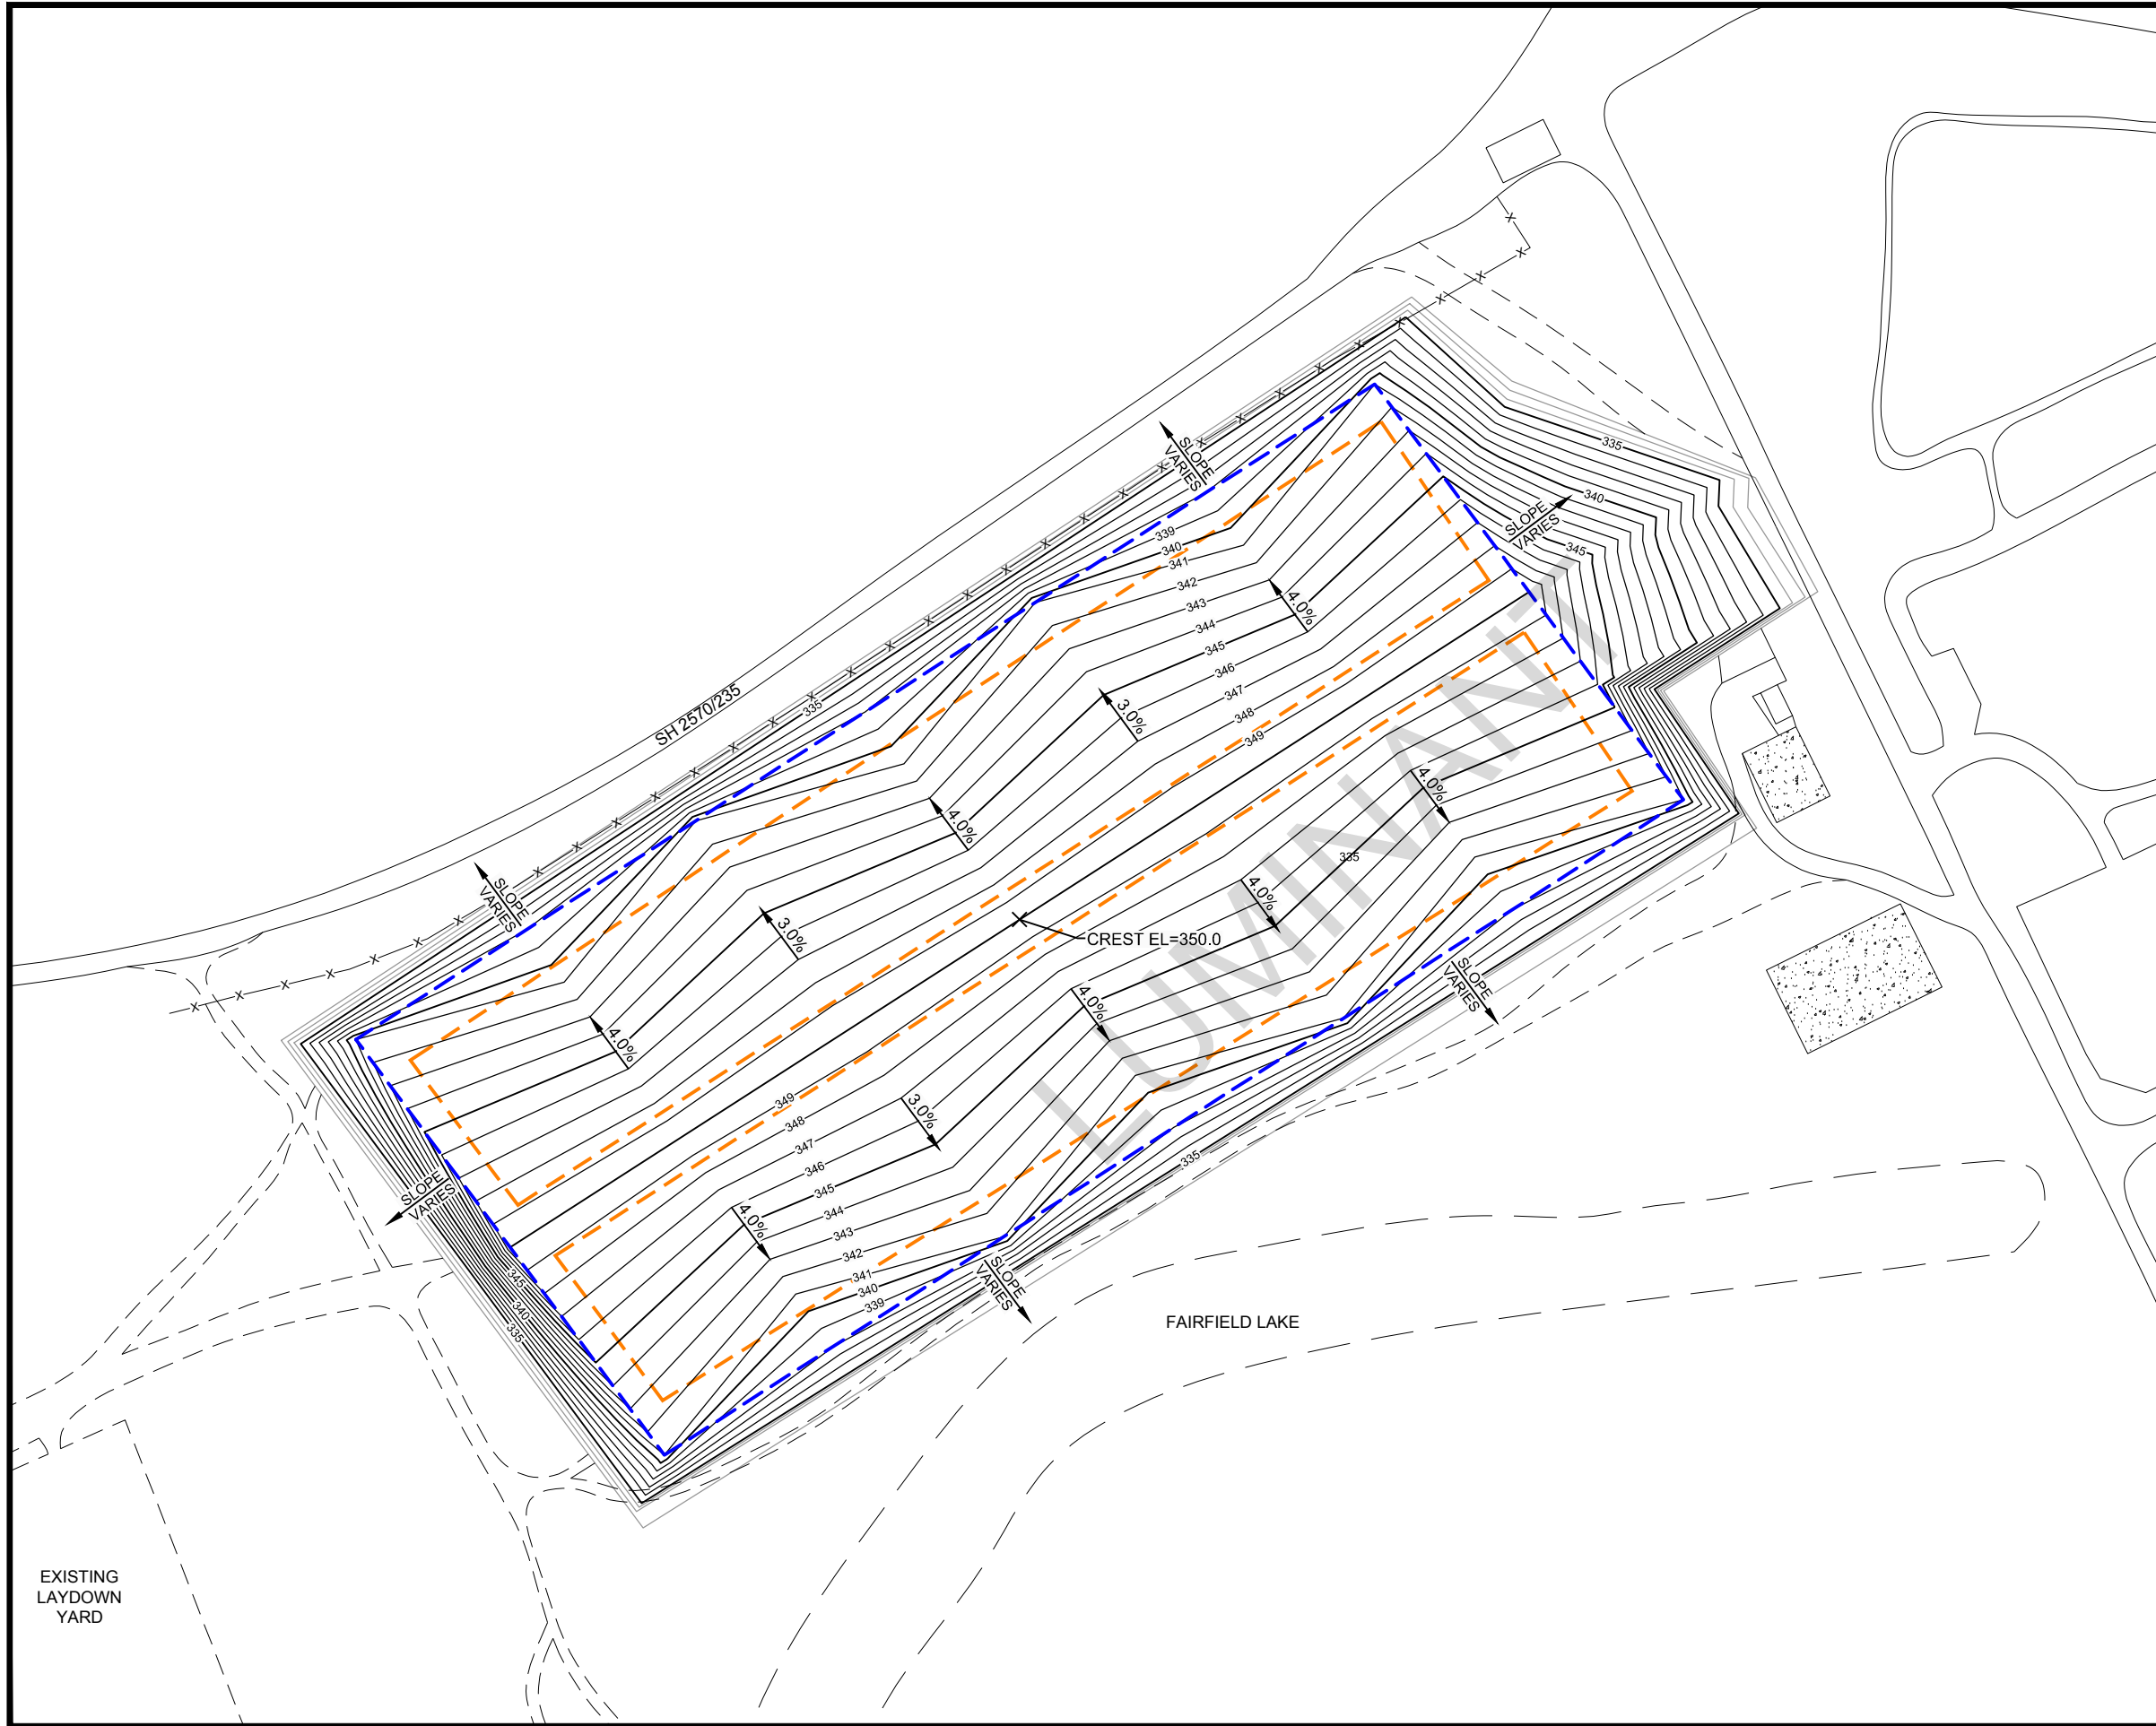 335
340
345
SLOPE
VARIES
SLOPE
VARIES
339
340
341
342
343
344
345
346
347
348
349
4.0%
3.0%
4.0%
3.0%
4.0%
SH 2570/235
335
SLOPE
VARIES
LUMINANT
335
CREST EL=350.0
4.0%
4.0%
4.0%
3.0%
4.0%
SLOPE
VARIES
349
348
347
346
345
344
343
342
341
340
339
335
SLOPE
VARIES
345
340
335
SLOPE
VARIES
FAIRFIELD LAKE
EXISTING
LAYDOWN
YARD